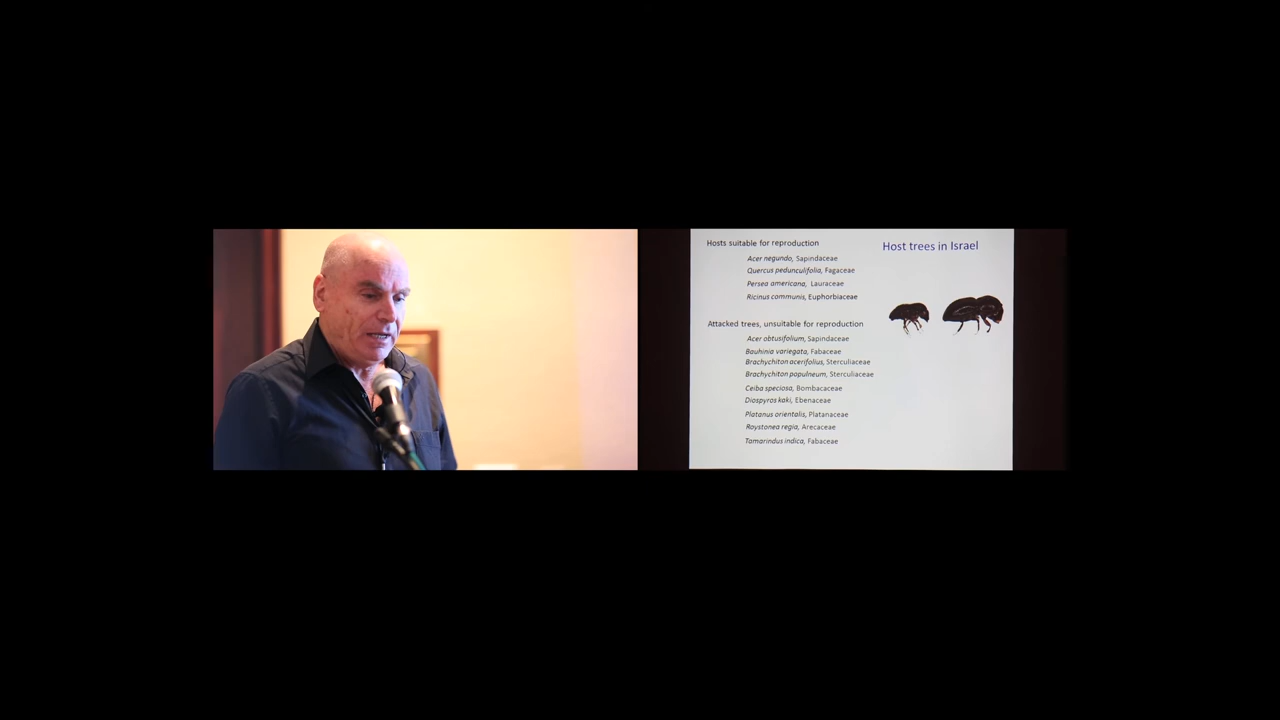 Hosts suitable for reproduction
Host trees in Israel
Acer negundo, Sapindaceae
Quercus pedunculifolia, Fagaceae
Persea americana, Lauraceae
Ricinus communis, Euphorbiaceae
Attacked trees, unsuitable for reproduction
Acer obtusifolium, Sapindaceae
Bauhinia variegata, Fabaceae
Brachychiton acerifolius, Sterculiaceae
Brachychiton populneum, Sterculiaceae
Ceiba speciosa, Bombacaceae
Diospyros kaki, Ebenaceae
Platanus orientalis, Platanaceae
Roystonea regia, Arecaceae
Tamarindus indica, Fabaceae